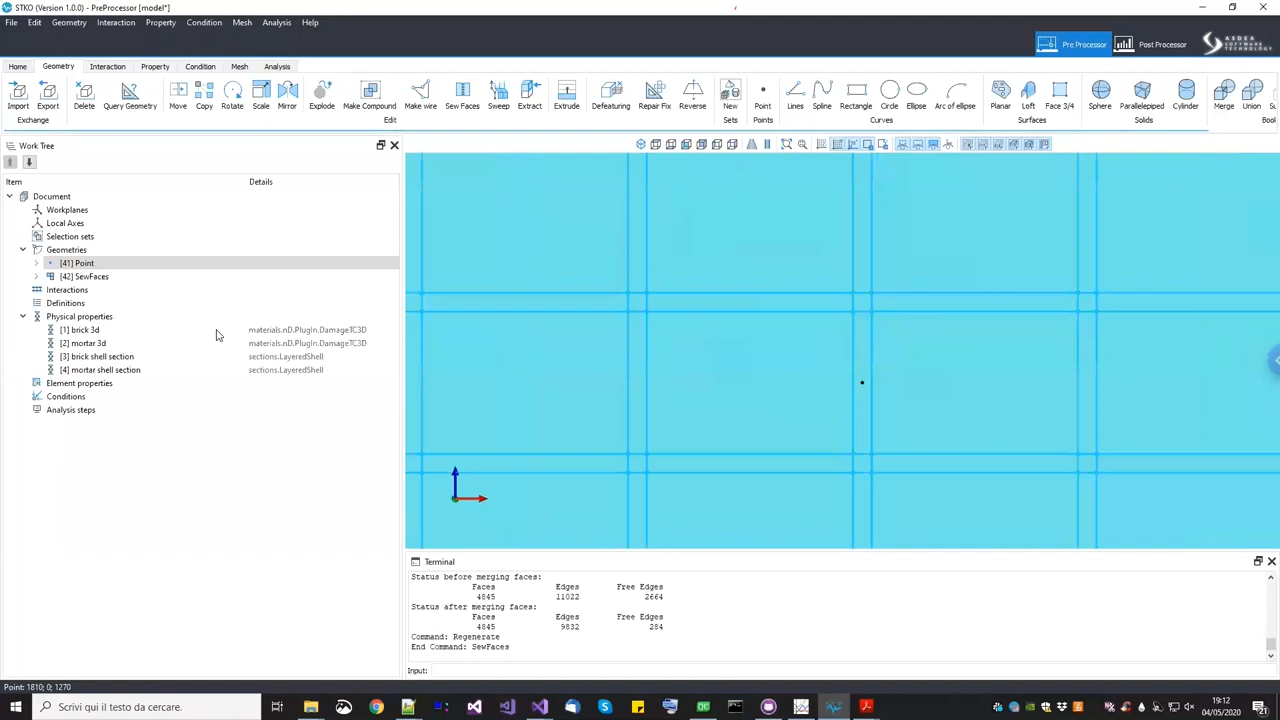 STKO (Version 1.0.0) - PreProcessor [model*]
File Edit Geometry Interaction Property Condition Mesh Analysis Help
Pre Processor Post Processor ASDEA SOFTWARE TECHNOLOGY
Home Geometry Interaction Property Condition Mesh Analysis
Import Export Delete Query Geometry Move Copy Rotate Scale Mirror Explode Make Compound Make wire Sew Faces Sweep Extract Extrude Defeaturing Repair Fix Reverse New Point Lines Spline Rectangle Circle Ellipse Arc of ellipse Planar Loft Face 3/4 Sphere Parallelepiped Cylinder Merge Union
Exchange Edit Sets Points Curves Surfaces Solids
Work Tree
Item Details
Document
Workplanes
Local Axes
Selection sets
Geometries
[41] Point
[42] SewFaces
Interactions
Definitions
Physical properties
[1] brick 3d materials.nD.PlugIn.DamageTC3D
[2] mortar 3d materials.nD.PlugIn.DamageTC3D
[3] brick shell section sections.LayeredShell
[4] mortar shell section sections.LayeredShell
Element properties
Conditions
Analysis steps
Terminal
Status before merging faces:
Faces Edges Free Edges
4845 11022 2664
Status after merging faces:
Faces Edges Free Edges
4845 9832 284
Command: Regenerate
End Command: SewFaces
Input:
Point: 1810; 0; 1270
Scrivi qui il testo da cercare.
19:12
04/05/2020